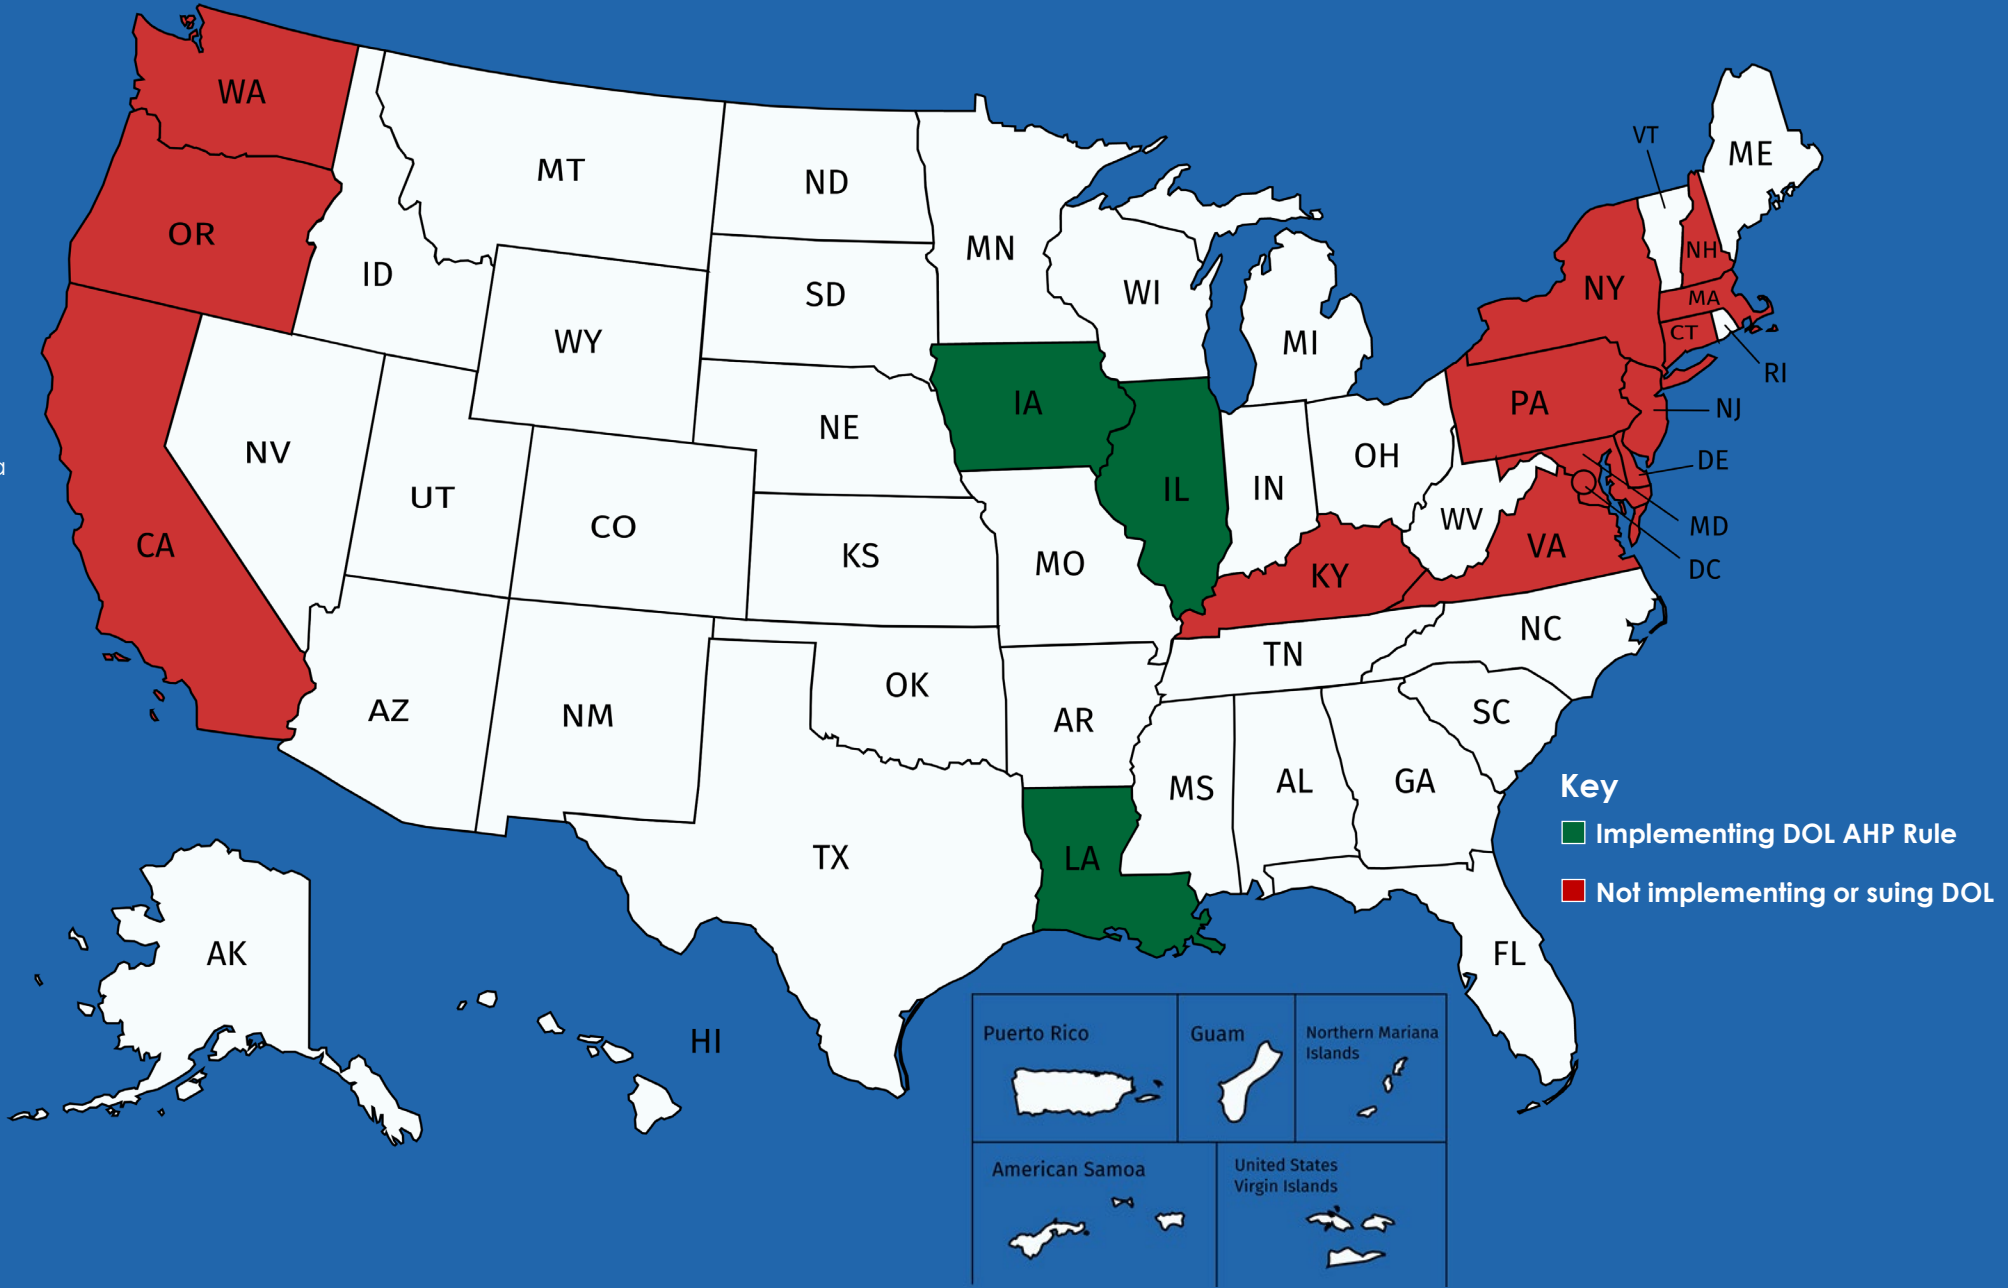 WA
MT
ND
VT
ME
OR
ID
MN
NH
SD
WI
NY
MA
WY
MI
CT
RI
IA
PA
NJ
NE
OH
DE
NV
IL
IN
UT
WV
MD
CO
CA
KS
MO
VA
DC
KY
NC
TN
OK
AZ
NM
AR
SC
MS
AL
GA
Key
Implementing DOL AHP Rule
TX
LA
Not implementing or suing DOL
AK
FL
HI
Puerto Rico
Guam
Northern Mariana
Islands
American Samoa
United States
Virgin Islands
a